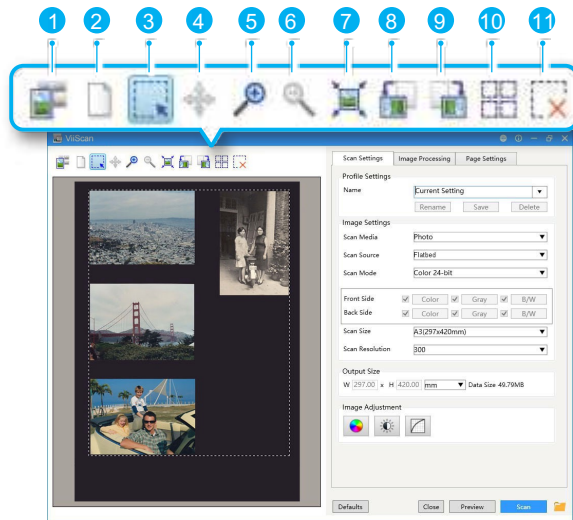 1 2 3 4 5 6 7 8 9 10 11
ViiScan
Scan Settings Image Processing Page Settings
Profile Settings
Name Current Setting
Rename Save Delete
Image Settings
Scan Media Photo
Scan Source Flatbed
Scan Mode Color 24-bit
Front Side Color Gray B/W
Back Side Color Gray B/W
Scan Size A3(297x420mm)
Scan Resolution 300
Output Size
W 297.00 x H 420.00 mm Data Size 49.79MB
Image Adjustment
Defaults Close Preview Scan